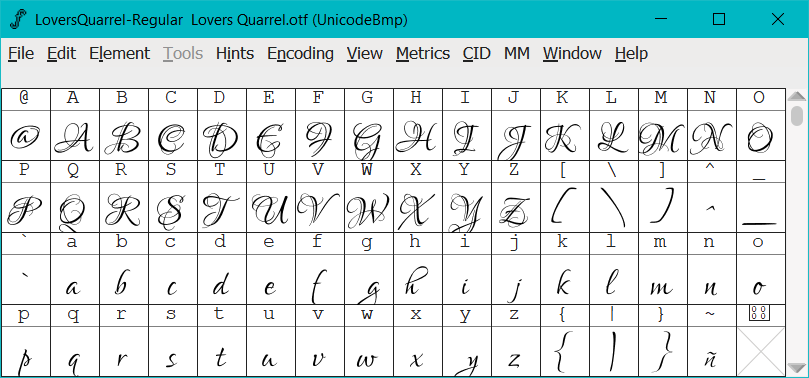 LoversQuarrel-Regular Lovers Quarrel.otf (UnicodeBmp)
File Edit Element Tools Hints Encoding View Metrics CID MM Window Help
@ A B C D E F G H I J K L M N O
@ A B C D E F G H I J K L M N O
P Q R S T U V W X Y Z [ \ ] ^ _
P Q R S T U V W X Y Z [ \ ] ^ _
` a b c d e f g h i j k l m n o
` a b c d e f g h i j k l m n o
p q r s t u v w x y z { | } ~
p q r s t u v w x y z { | } ñ